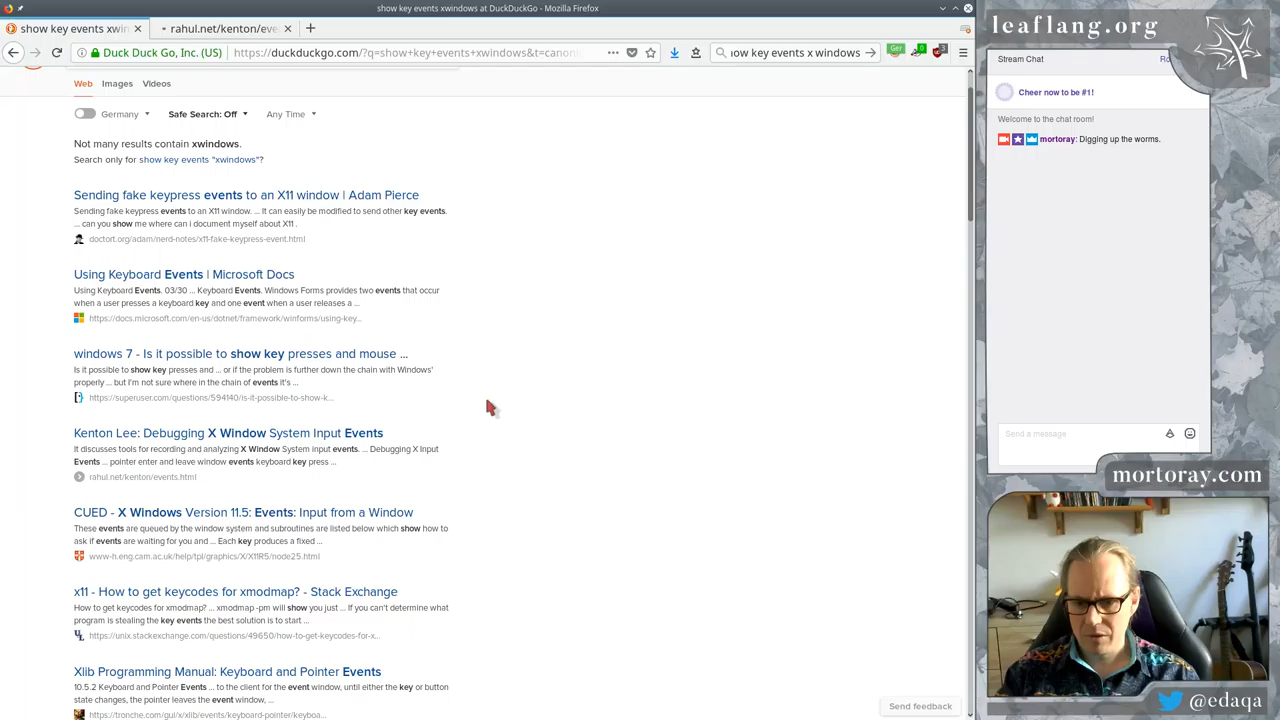 show key events xwindows at DuckDuckGo - Mozilla Firefox
show key events xwin
rahul.net/kenton/eve
Duck Duck Go, Inc. (US)
https://duckduckgo.com/?q=show+key+events+xwindows&t=canoni
ow key events x windows
Ger
0
3
Web
Images
Videos
Germany
Safe Search: Off
Any Time
Not many results contain xwindows.
Search only for show key events "xwindows"?
Sending fake keypress events to an X11 window | Adam Pierce
Sending fake keypress events to an X11 window. ... It can easily be modified to send other key events.
... can you show me where can i document myself about X11 .
doctort.org/adam/nerd-notes/x11-fake-keypress-event.html
Using Keyboard Events | Microsoft Docs
Using Keyboard Events. 03/30 ... Keyboard Events. Windows Forms provides two events that occur
when a user presses a keyboard key and one event when a user releases a ...
https://docs.microsoft.com/en-us/dotnet/framework/winforms/using-key...
windows 7 - Is it possible to show key presses and mouse ...
Is it possible to show key presses and ... or if the problem is further down the chain with Windows'
properly ... but I'm not sure where in the chain of events it's ...
https://superuser.com/questions/594140/is-it-possible-to-show-k...
Kenton Lee: Debugging X Window System Input Events
It discusses tools for recording and analyzing X Window System input events. ... Debugging X Input
Events ... pointer enter and leave window events keyboard key press ...
rahul.net/kenton/events.html
CUED - X Windows Version 11.5: Events: Input from a Window
These events are queued by the window system and subroutines are listed below which show how to
ask if events are waiting for you and ... Each key produces a fixed ...
www-h.eng.cam.ac.uk/help/tpl/graphics/X/X11R5/node25.html
x11 - How to get keycodes for xmodmap? - Stack Exchange
How to get keycodes for xmodmap? ... xmodmap -pm will show you just ... If you can't determine what
program is stealing the key events the best solution is to start ...
https://unix.stackexchange.com/questions/49650/how-to-get-keycodes-for-x...
Xlib Programming Manual: Keyboard and Pointer Events
10.5.2 Keyboard and Pointer Events ... to the client for the event window, until either the key or button
state changes, the pointer leaves the event window, ...
https://tronche.com/gui/x/xlib/events/keyboard-pointer/keyboa...
Send feedback
leaflang.org
Stream Chat
Ro
Cheer now to be #1!
Welcome to the chat room!
mortoray: Digging up the worms.
Send a message
mortoray.com
@edaqa